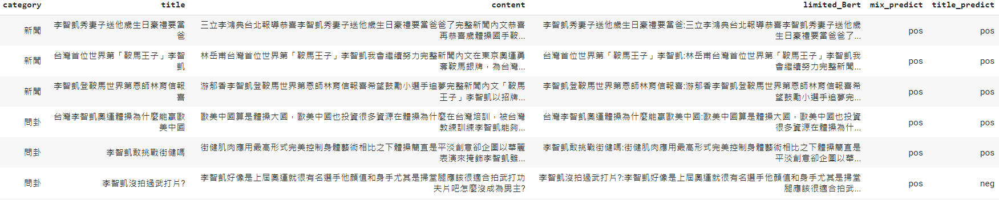 category title content limited_Bert mix_predict title_predict
新聞 李智凱秀妻子送他歲生日豪禮要當爸 三立李鴻典台北報導恭喜李智凱秀妻子送他歲生日豪禮要當爸爸了完整新聞內文恭喜再恭喜歲體操國手鞍... 李智凱秀妻子送他歲生日豪禮要當爸:三立李鴻典台北報導恭喜李智凱秀妻子送他歲生日豪禮要當爸爸了... pos pos
新聞 台灣首位世界第「鞍馬王子」李智凱 林岳甫台灣首位世界第「鞍馬王子」李智凱我會繼續努力完整新聞內文在東京奧運勇奪鞍馬銀牌，為台灣... 台灣首位世界第「鞍馬王子」李智凱:林岳甫台灣首位世界第「鞍馬王子」李智凱我會繼續努力完整新聞... pos pos
新聞 李智凱登鞍馬世界第恩師林育信報喜 游郁香李智凱登鞍馬世界第恩師林育信報喜希望鼓勵小選手追夢完整新聞內文「鞍馬王子」李智凱以招牌... 李智凱登鞍馬世界第恩師林育信報喜:游郁香李智凱登鞍馬世界第恩師林育信報喜希望鼓勵小選手追夢完... pos pos
問卦 台灣李智凱奧運體操為什麼能贏歐美中國 歐美中國算是體操大國，歐美中國也投資很多資源在體操為什麼在台灣培訓，被台灣教練訓練李智凱能夠... 台灣李智凱奧運體操為什麼能贏歐美中國:歐美中國算是體操大國，歐美中國也投資很多資源在體操為什... pos pos
問卦 李智凱敢挑戰街健嗎 街健肌肉應用最高形式完美控制身體藝術相比之下體操簡直是平淡創意卻企圖以華麗表演來掩飾李智凱雖... 李智凱敢挑戰街健嗎:街健肌肉應用最高形式完美控制身體藝術相比之下體操簡直是平淡創意卻企圖以華... pos pos
問卦 李智凱沒拍過武打片? 李智凱好像是上屆奧運就很有名選手他顏值和身手尤其是掃堂腿應該很適合拍武打功夫片吧怎麼沒成為男主? 李智凱沒拍過武打片?:李智凱好像是上屆奧運就很有名選手他顏值和身手尤其是掃堂腿應該很適合拍武... pos neg